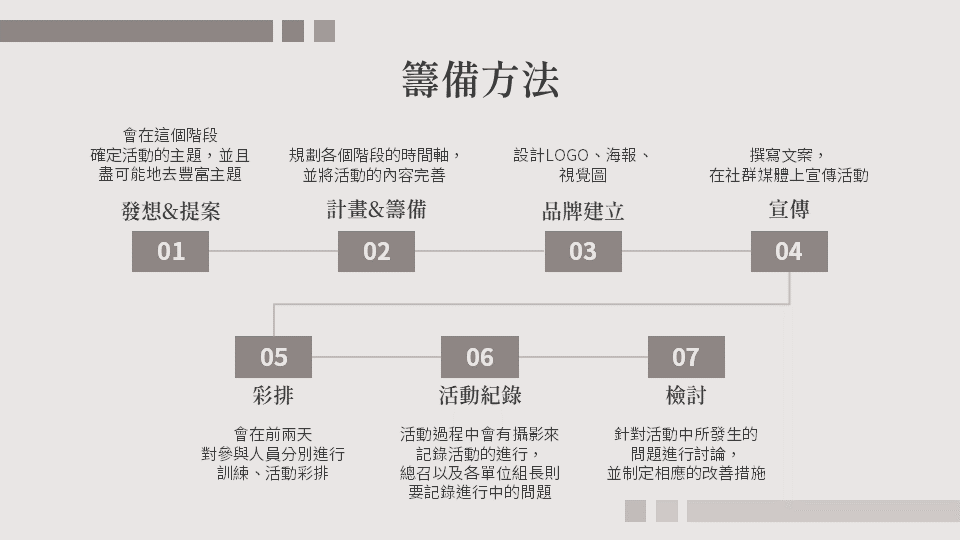 籌備方法
會在這個階段
確定活動的主題，並且
盡可能地去豐富主題
發想&提案
01
規劃各個階段的時間軸，
並將活動的內容完善
計畫&籌備
02
設計LOGO、海報、
視覺圖
品牌建立
03
撰寫文案，
在社群媒體上宣傳活動
宣傳
04
05
彩排
會在前兩天
對參與人員分別進行
訓練、活動彩排
06
活動紀錄
活動過程中會有攝影來
記錄活動的進行，
總召以及各單位組長則
要記錄進行中的問題
07
檢討
針對活動中所發生的
問題進行討論，
並制定相應的改善措施